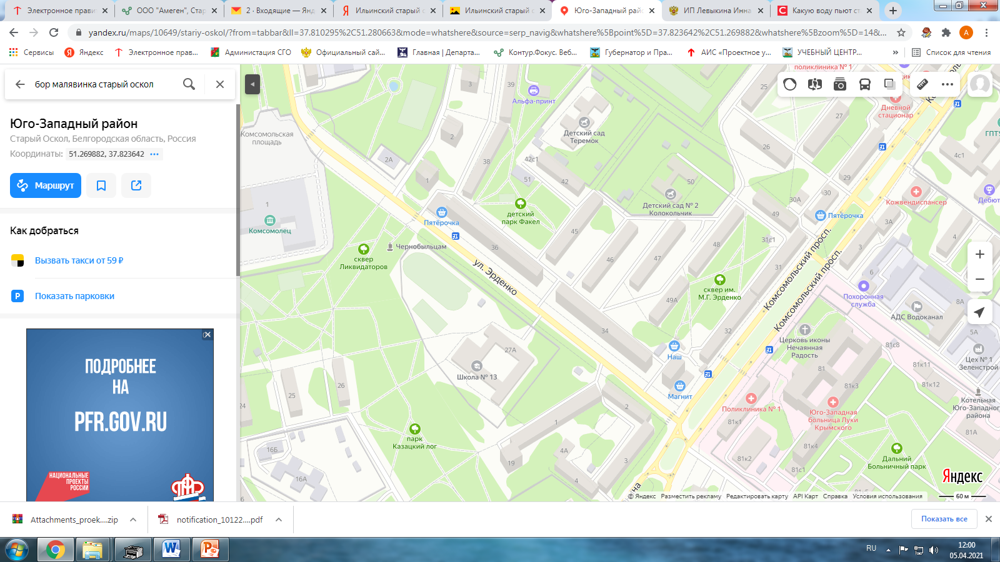 Электронное прави
ООО "Амеген", Стар
2 · Входящие — Янд
Ильинский старый с
Ильинский старый с
Юго-Западный райо
ИП Левыкина Инна
Какую воду пьют ст
yandex.ru/maps/10649/stariy-oskol/?from=tabbar&ll=37.810295%2C51.280663&mode=whatshere&source=serp_navig&whatshere%5Bpoint%5D=37.823642%2C51.269882&whatshere%5Bzoom%5D=14&...
А
Сервисы
Яндекс
Электронное прав...
Администация СГО
Официальный сай...
Главная | Департа...
Контур.Фокус. Веб...
Губернатор и Пра...
АИС «Проектное у...
УЧЕБНЫЙ ЦЕНТР...
»
Список для чтения
бор малявинка старый оскол
Юго-Западный район
Старый Оскол, Белгородская область, Россия
Координаты: 51.269882, 37.823642
Маршрут
Как добраться
Вызвать такси от 59 ₽
P Показать парковки
ПОДРОБНЕЕ
НА
PFR.GOV.RU
НАЦИОНАЛЬНЫЕ
ПРОЕКТЫ
РОССИИ
Комсомольская
площадь
1
Комсомолец
2А
1
2
3
39
38
Альфа-принт
Детский сад
Теремок
42с1
51
42
детский
парк Факел
Пятёрочка
36
45
46
47
48
49
49А
50
Детский сад № 2
Колокольчик
сквер
Ликвидаторов
Чернобыльцам
ул. Эрденко
34
32
31
31с1
30А
30
29
28
27
26
25
поликлиника № 1
Дневной
стационар
ГПТУ
4с1
Кожвендиспансер
Дебют
Пятёрочка
3А
3
6
Комсомольский просп.
Комсомольский просп.
сквер им.
М.Г. Эрденко
Похоронная
служба
АДС Водоканал
8А
5А
Церковь иконы
Нечаянная
Радость
Цех № 1
Зеленстрой
81с8
81к11
81к12
81
81к3
Котельная
Юго-Западного
района
Наш
Магнит
Поликлиника № 1
Юго-Западная
больница Луки
Крымского
81к1
81к4
81к2
81с1
81А
Дальний
Больничный парк
27А
Школа № 13
24
25
26
16Б
16А
парк
Казацкий лог
19
1
2
4А
3
4
Яндекс
© Яндекс Разместить рекламу Редактировать карту API Карт Справка Условия использования
60 м
Attachments_proek....zip
notification_10122....pdf
Показать все
RU
12:00
05.04.2021